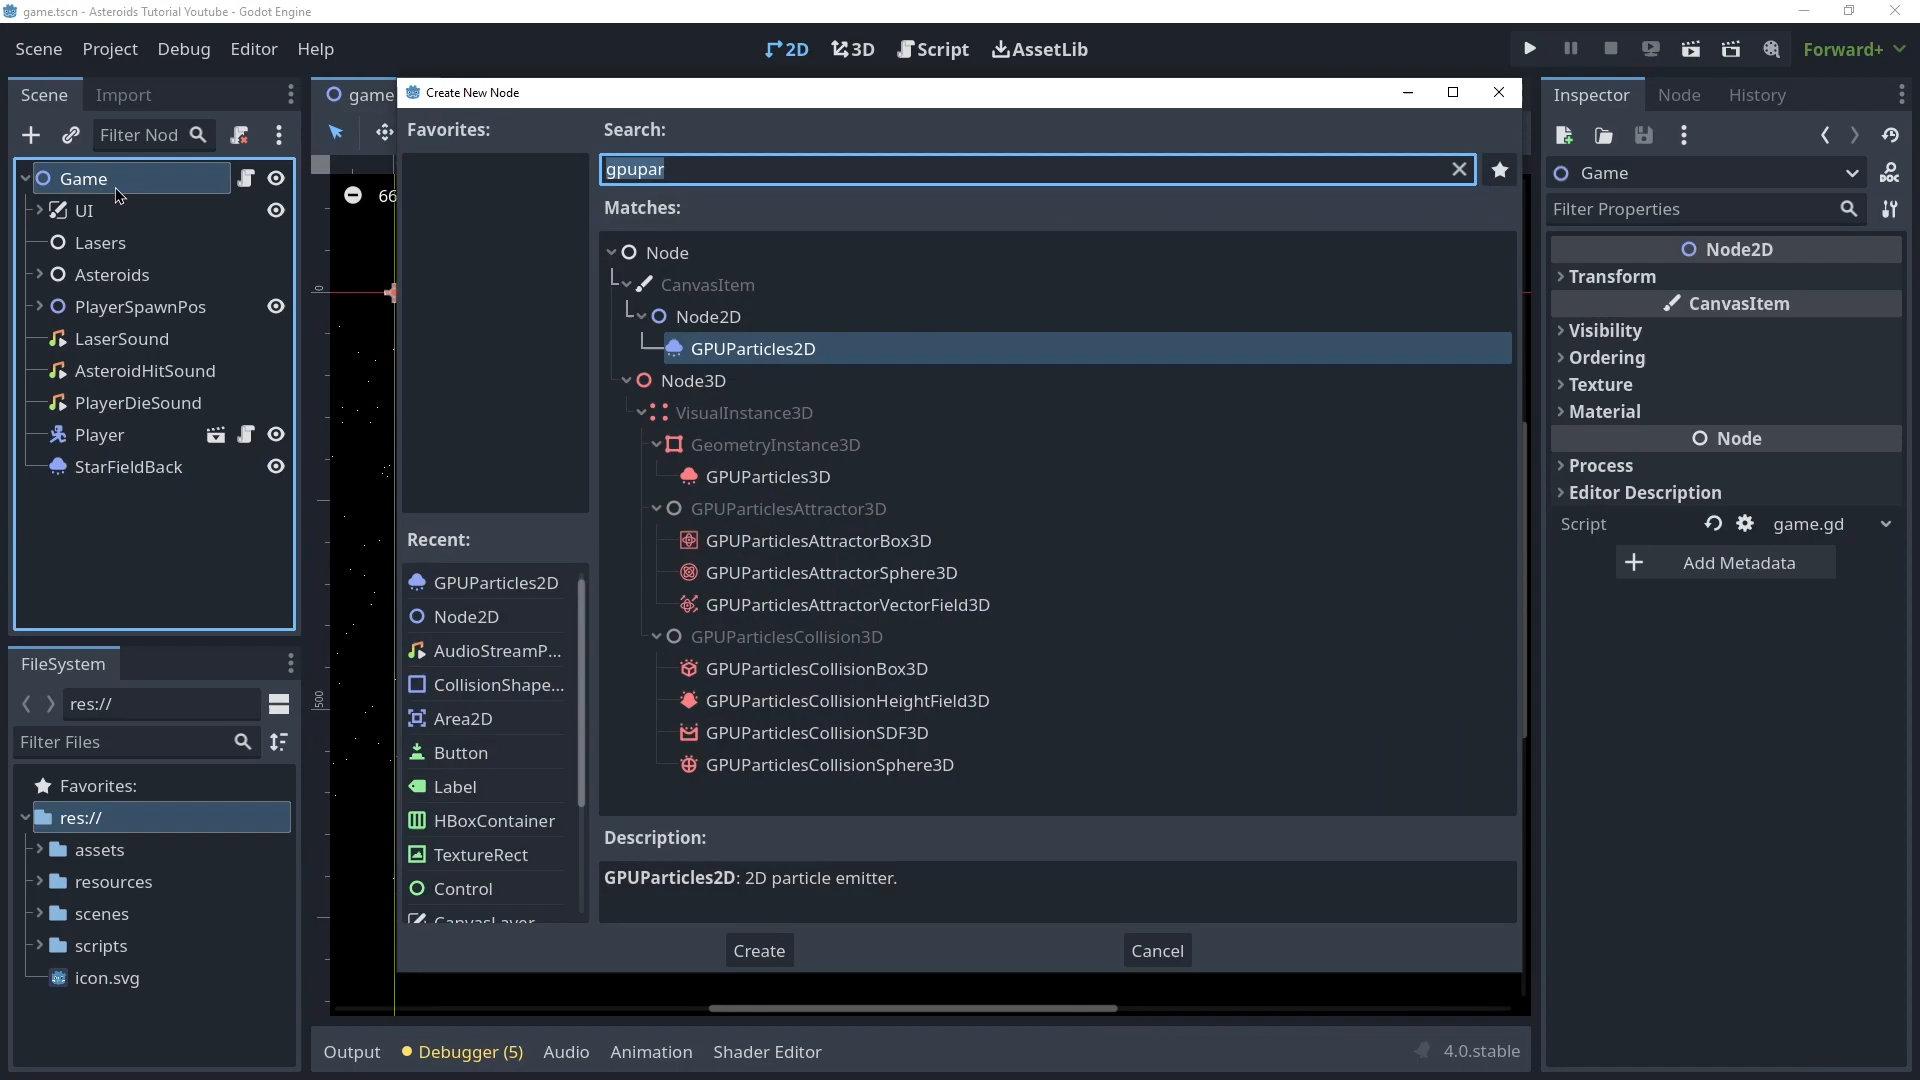 game.tscn - Asteroids Tutorial Youtube - Godot Engine
Scene Project Debug Editor Help
2D 3D Script AssetLib
Forward+
Scene Import
Filter Nod
Game
UI
Lasers
Asteroids
PlayerSpawnPos
LaserSound
AsteroidHitSound
PlayerDieSound
Player
StarFieldBack
FileSystem
res://
Filter Files
Favorites:
res://
assets
resources
scenes
scripts
icon.svg
game
66
0
500
Create New Node
Favorites:
Recent:
GPUParticles2D
Node2D
AudioStreamP...
CollisionShape...
Area2D
Button
Label
HBoxContainer
TextureRect
Control
CanvasLayer
Search:
gpupar
Matches:
Node
CanvasItem
Node2D
GPUParticles2D
Node3D
VisualInstance3D
GeometryInstance3D
GPUParticles3D
GPUParticlesAttractor3D
GPUParticlesAttractorBox3D
GPUParticlesAttractorSphere3D
GPUParticlesAttractorVectorField3D
GPUParticlesCollision3D
GPUParticlesCollisionBox3D
GPUParticlesCollisionHeightField3D
GPUParticlesCollisionSDF3D
GPUParticlesCollisionSphere3D
Description:
GPUParticles2D: 2D particle emitter.
Create Cancel
Output Debugger (5) Audio Animation Shader Editor 4.0.stable
Inspector Node History
Game
DOC
Filter Properties
Node2D
Transform
CanvasItem
Visibility
Ordering
Texture
Material
Node
Process
Editor Description
Script game.gd
Add Metadata